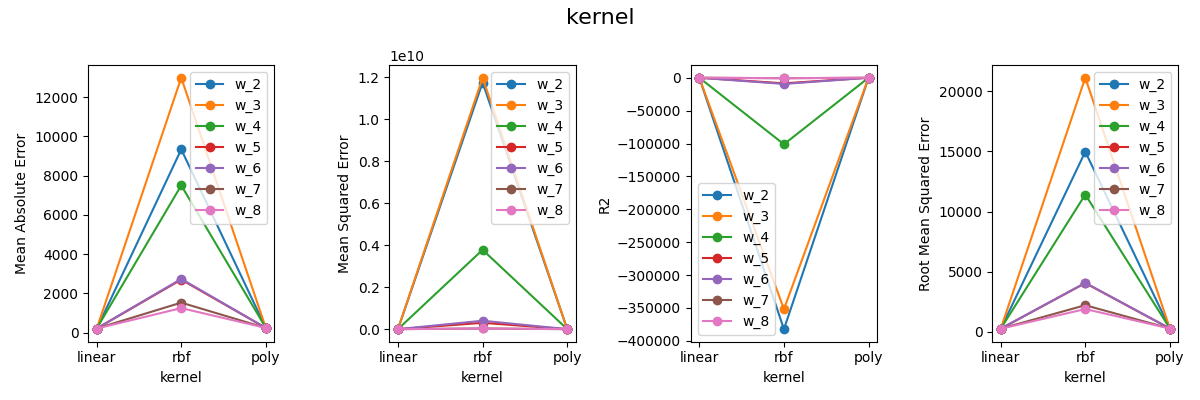 kernel
Mean Absolute Error
12000
10000
8000
6000
4000
2000
0
linear rbf poly
kernel
w_2
w_3
w_4
w_5
w_6
w_7
w_8
1e10
Mean Squared Error
1.2
1.0
0.8
0.6
0.4
0.2
0.0
linear rbf poly
kernel
w_2
w_3
w_4
w_5
w_6
w_7
w_8
R2
0
−50000
−100000
−150000
−200000
−250000
−300000
−350000
−400000
linear rbf poly
kernel
w_2
w_3
w_4
w_5
w_6
w_7
w_8
Root Mean Squared Error
20000
15000
10000
5000
0
linear rbf poly
kernel
w_2
w_3
w_4
w_5
w_6
w_7
w_8